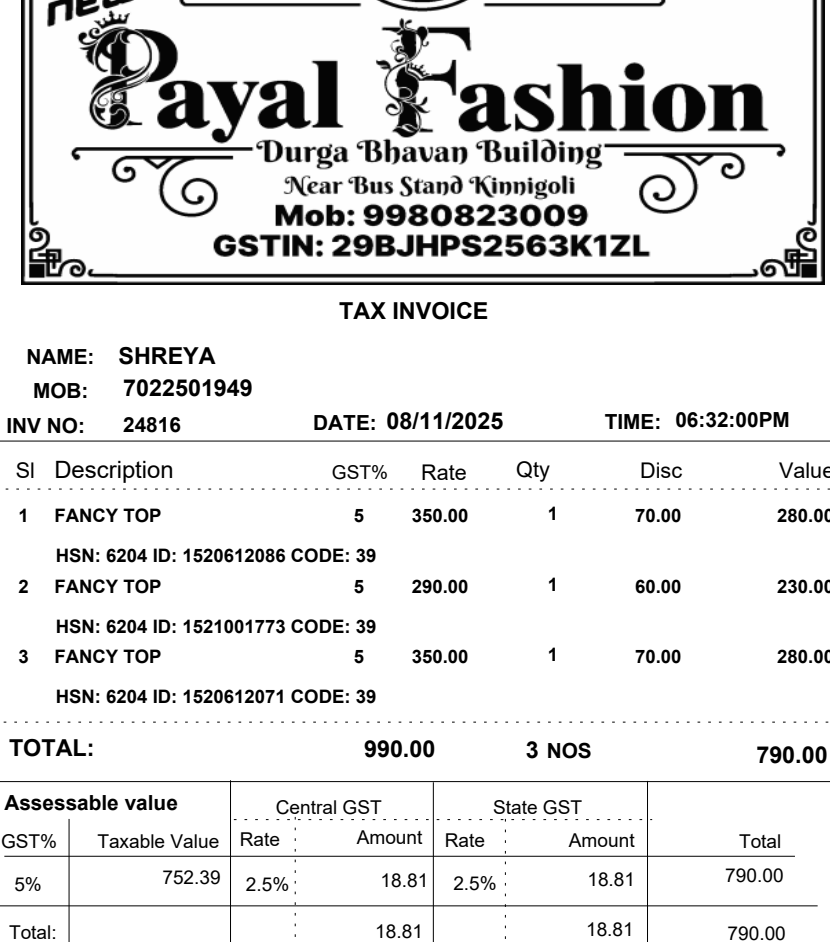 new
Payal Fashion
Durga Bhavan Building
Near Bus Stand Kinnigoli
Mob: 9980823009
GSTIN: 29BJHPS2563K1ZL
TAX INVOICE
NAME: SHREYA
MOB: 7022501949
INV NO: 24816 DATE: 08/11/2025 TIME: 06:32:00PM
SI Description GST% Rate Qty Disc Value
1 FANCY TOP 5 350.00 1 70.00 280.00
HSN: 6204 ID: 1520612086 CODE: 39
2 FANCY TOP 5 290.00 1 60.00 230.00
HSN: 6204 ID: 1521001773 CODE: 39
3 FANCY TOP 5 350.00 1 70.00 280.00
HSN: 6204 ID: 1520612071 CODE: 39
TOTAL: 990.00 3 NOS 790.00
Assessable value Central GST State GST
GST% Taxable Value Rate Amount Rate Amount Total
5% 752.39 2.5% 18.81 2.5% 18.81 790.00
Total: 18.81 18.81 790.00